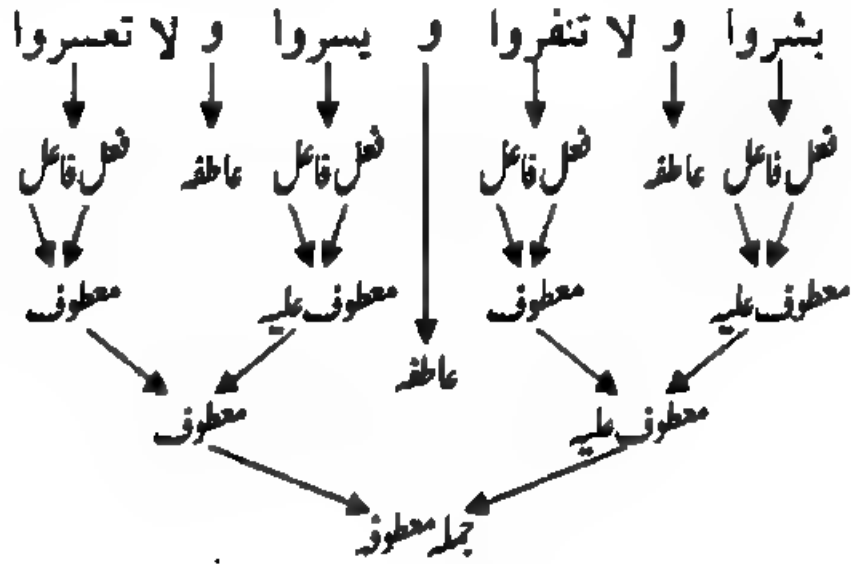 بشروا و لا تنفروا و يسروا و لا تعسروا
فعل فاعل عاطفہ فعل فاعل فعل فاعل عاطفہ فعل فاعل
معطوف علیہ معطوف معطوف علیہ معطوف
عاطفہ
معطوف علیہ معطوف
جملہ معطوفہ